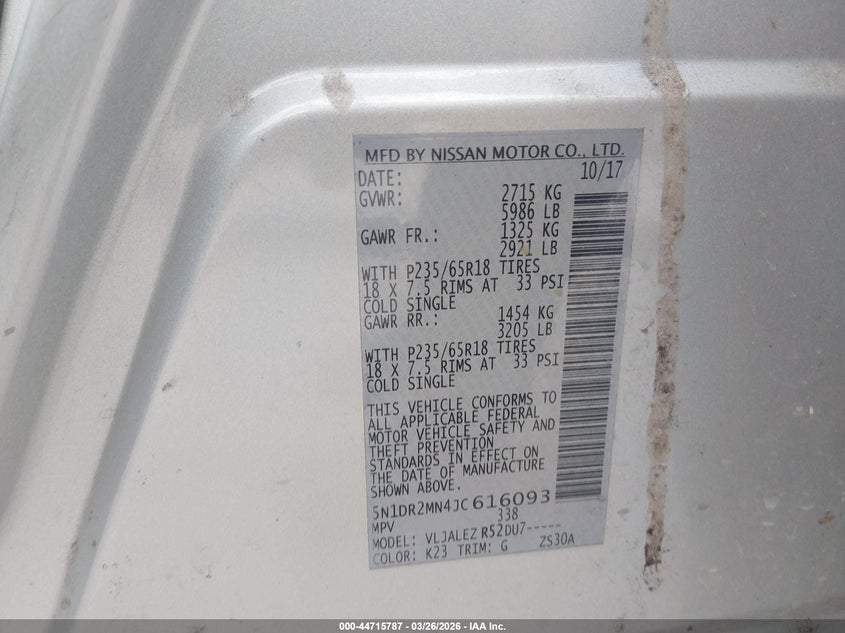 MFD BY NISSAN MOTOR CO., LTD.
DATE: 10/17
GVWR: 2715 KG
5986 LB
GAWR FR.: 1325 KG
2921 LB
WITH P235/65R18 TIRES
18 X 7.5 RIMS AT 33 PSI
COLD SINGLE
GAWR RR.: 1454 KG
3205 LB
WITH P235/65R18 TIRES
18 X 7.5 RIMS AT 33 PSI
COLD SINGLE
THIS VEHICLE CONFORMS TO
ALL APPLICABLE FEDERAL
MOTOR VEHICLE SAFETY AND
THEFT PREVENTION
STANDARDS IN EFFECT ON
THE DATE OF MANUFACTURE
SHOWN ABOVE.
5N1DR2MN4JC616093
MPV 338
MODEL: VLJALEZ R52DU7-----
COLOR: K23 TRIM: G ZS30A
000-44715787 - 03/26/2026 - IAA Inc.